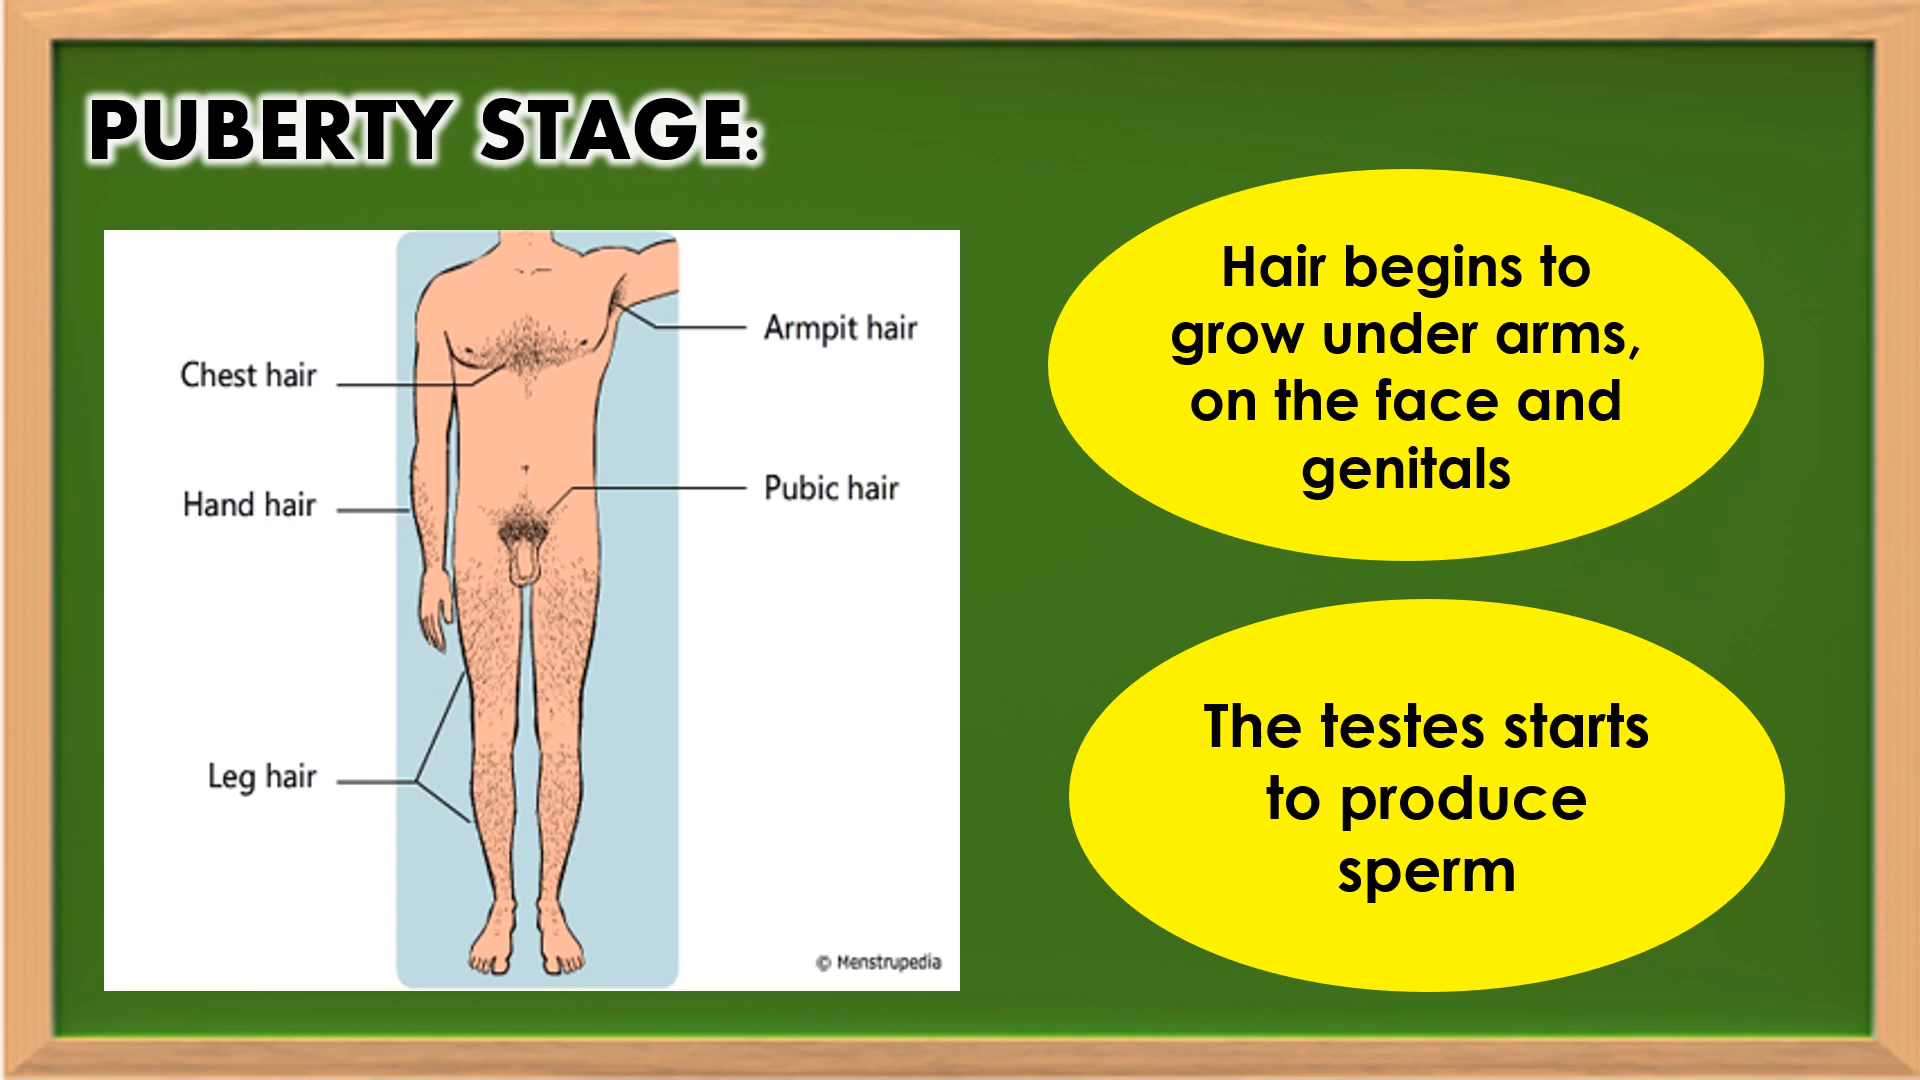 PUBERTY STAGE:
Armpit hair
Chest hair
Pubic hair
Hand hair
Leg hair
© Menstrupedia
Hair begins to
grow under arms,
on the face and
genitals
The testes starts
to produce
sperm